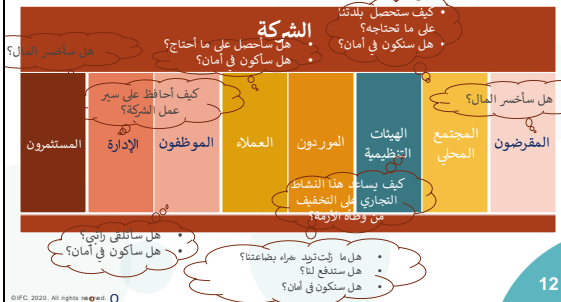 الشركة
كيف ستحصل بلدتنا
على ما تحتاجه؟
هل سنكون في أمان؟
هل سأحصل على ما أحتاج؟
هل سأكون في أمان؟
هل سأخسر المال؟
هل سأخسر المال؟
كيف أحافظ على سير
عمل الشركة؟
المقرضون
المجتمع
المحلي
الهيئات
التنظيمية
الموردون
العملاء
الموظفون
الإدارة
المستثمرون
كيف يساعد هذا النشاط
التجاري على التخفيف
من وطأة الأزمة؟
هل سأتلقى راتبي؟
هل سأكون في أمان؟
هل ما زلت تريد شراء بضاعتنا؟
هل ستدفع لنا؟
هل سنكون في أمان؟
12
©IFC. 2020. All rights reserved.